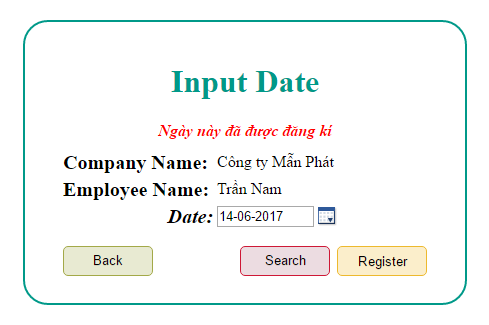 Input Date
Ngày này đã được đăng kí
Company Name: Công ty Mẫn Phát
Employee Name: Trần Nam
Date: 14-06-2017
Back Search Register